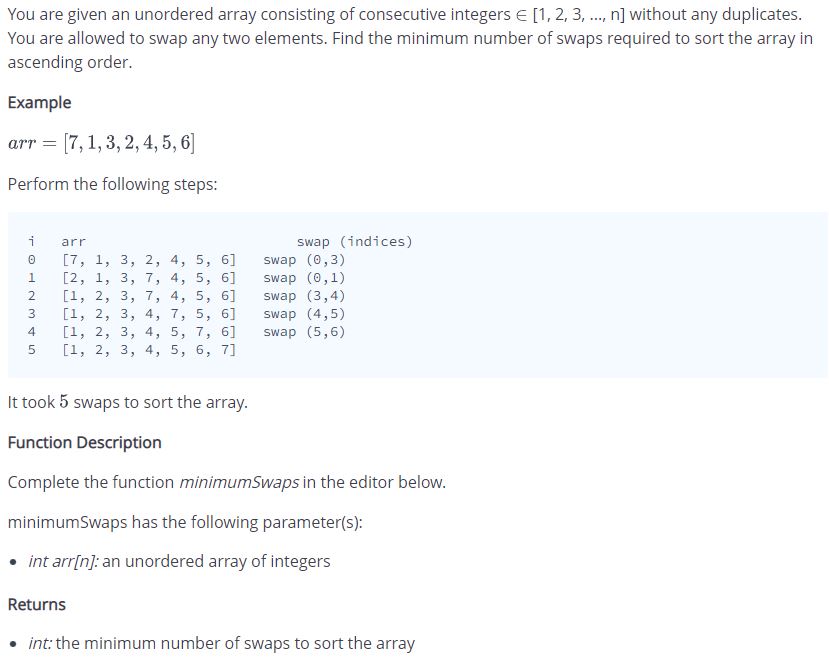 You are given an unordered array consisting of consecutive integers ∈ [1, 2, 3, ..., n] without any duplicates.
You are allowed to swap any two elements. Find the minimum number of swaps required to sort the array in
ascending order.
Example
arr = [7, 1, 3, 2, 4, 5, 6]
Perform the following steps:
i   arr                         swap (indices)
0   [7, 1, 3, 2, 4, 5, 6]   swap (0,3)
1   [2, 1, 3, 7, 4, 5, 6]   swap (0,1)
2   [1, 2, 3, 7, 4, 5, 6]   swap (3,4)
3   [1, 2, 3, 4, 7, 5, 6]   swap (4,5)
4   [1, 2, 3, 4, 5, 7, 6]   swap (5,6)
5   [1, 2, 3, 4, 5, 6, 7]
It took 5 swaps to sort the array.
Function Description
Complete the function minimumSwaps in the editor below.
minimumSwaps has the following parameter(s):
• int arr[n]: an unordered array of integers
Returns
• int: the minimum number of swaps to sort the array